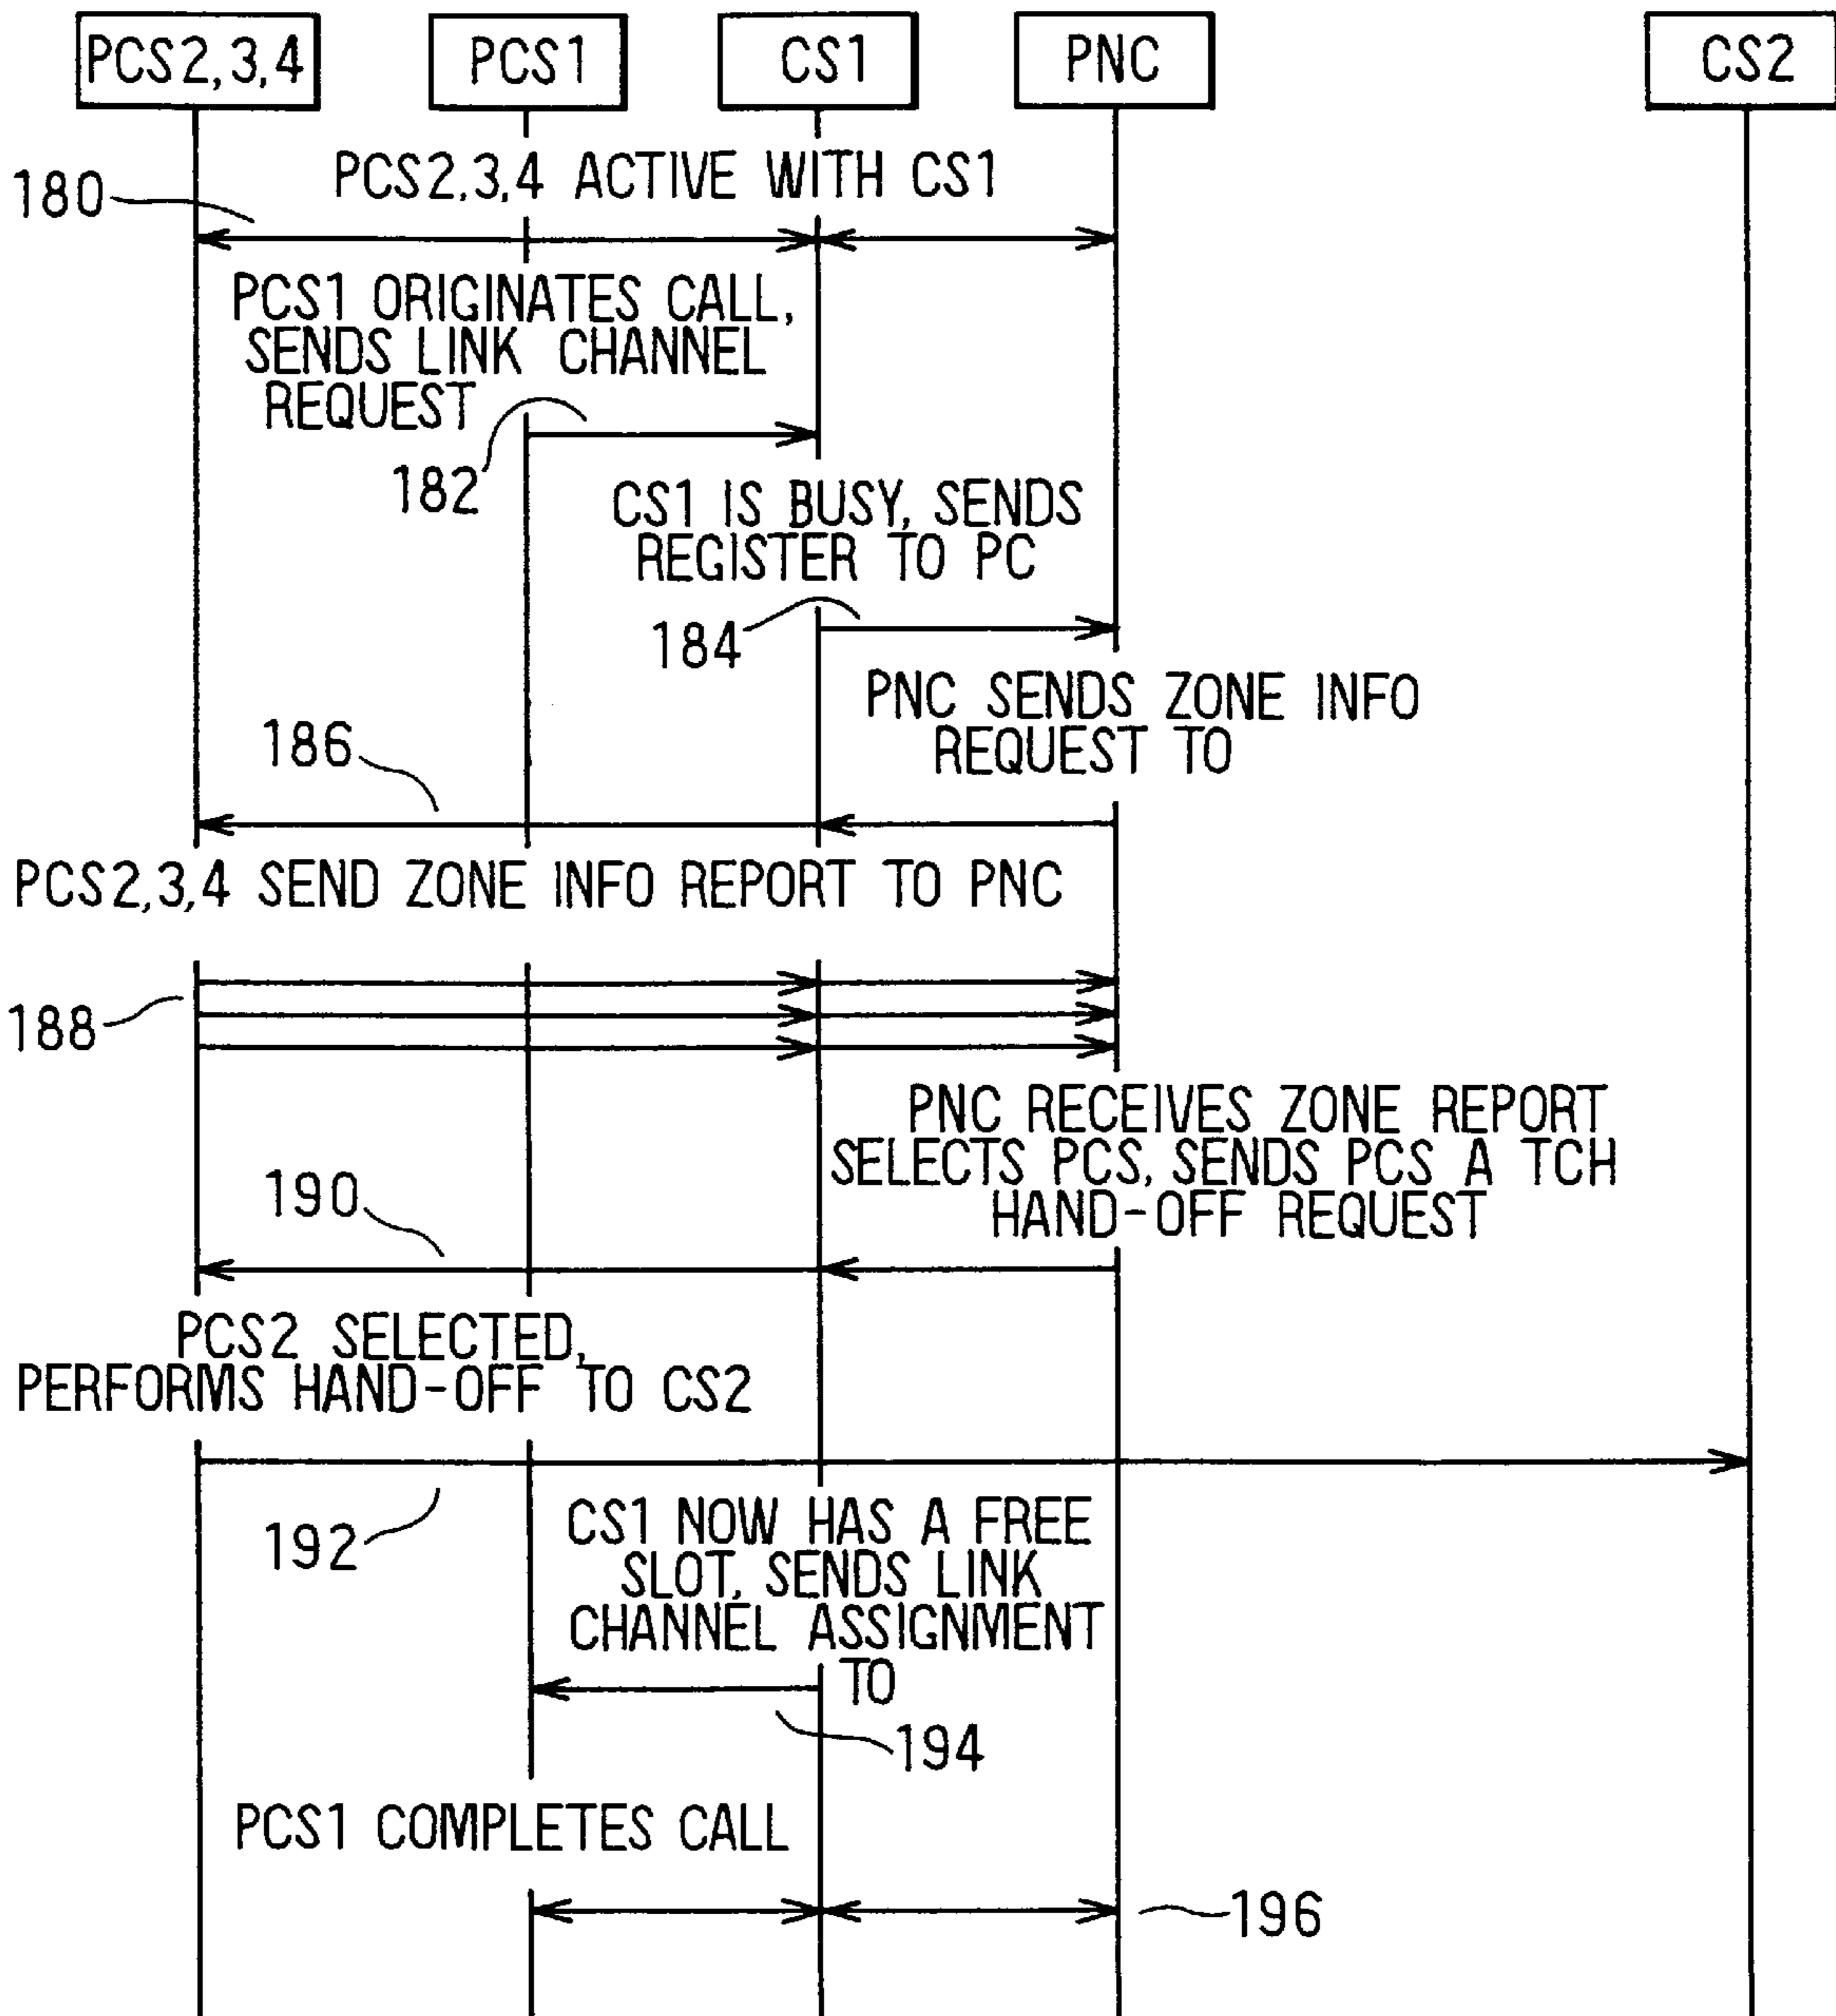 PCS2,3,4
PCS1
CS1
PNC
CS2
PCS2,3,4 ACTIVE WITH CS1
180
PCS1 ORIGINATES CALL,
SENDS LINK CHANNEL
REQUEST
182
CS1 IS BUSY, SENDS
REGISTER TO PC
184
PNC SENDS ZONE INFO
REQUEST TO
186
PCS2,3,4 SEND ZONE INFO REPORT TO PNC
188
PNC RECEIVES ZONE REPORT
SELECTS PCS, SENDS PCS A TCH
HAND-OFF REQUEST
190
PCS2 SELECTED,
PERFORMS HAND-OFF TO CS2
192
CS1 NOW HAS A FREE
SLOT, SENDS LINK
CHANNEL ASSIGNMENT
TO
194
PCS1 COMPLETES CALL
196